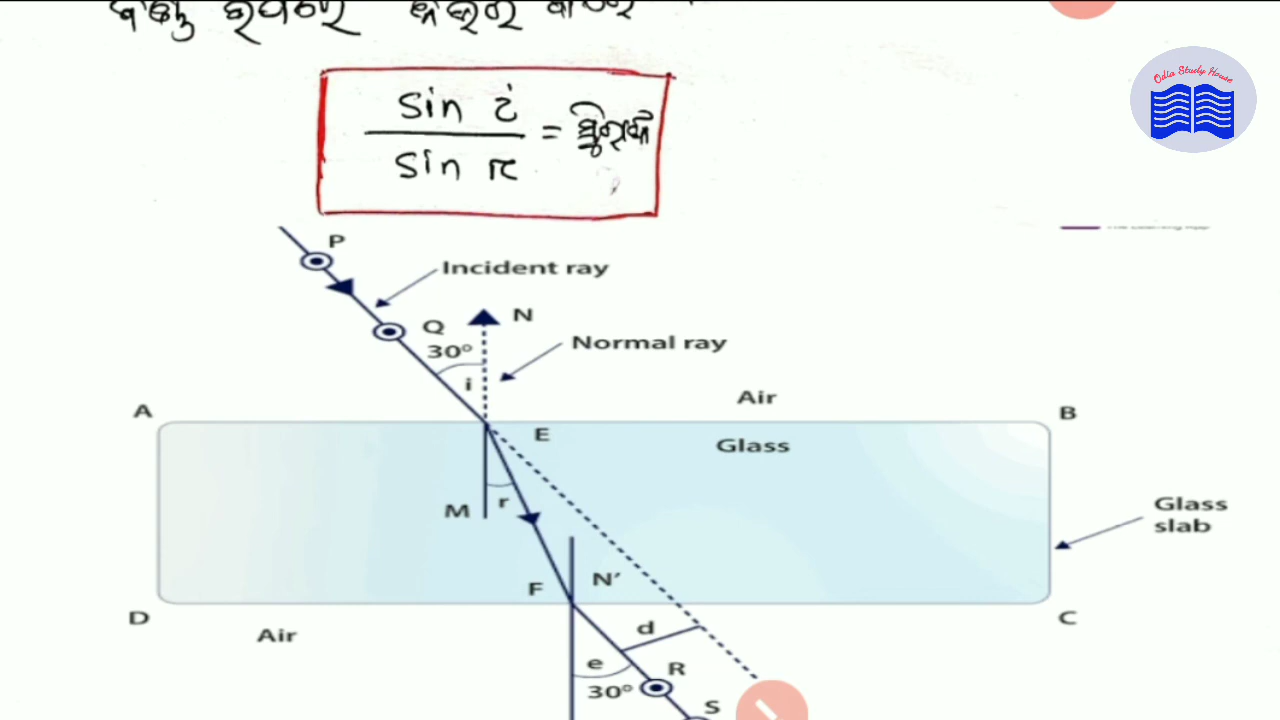 Odia Study House
sin i
sin r
=
P
Incident ray
Q
N
30°
Normal ray
i
Air
A
B
E
Glass
M
r
Glass
slab
F
N′
D
C
Air
d
e
R
30°
S